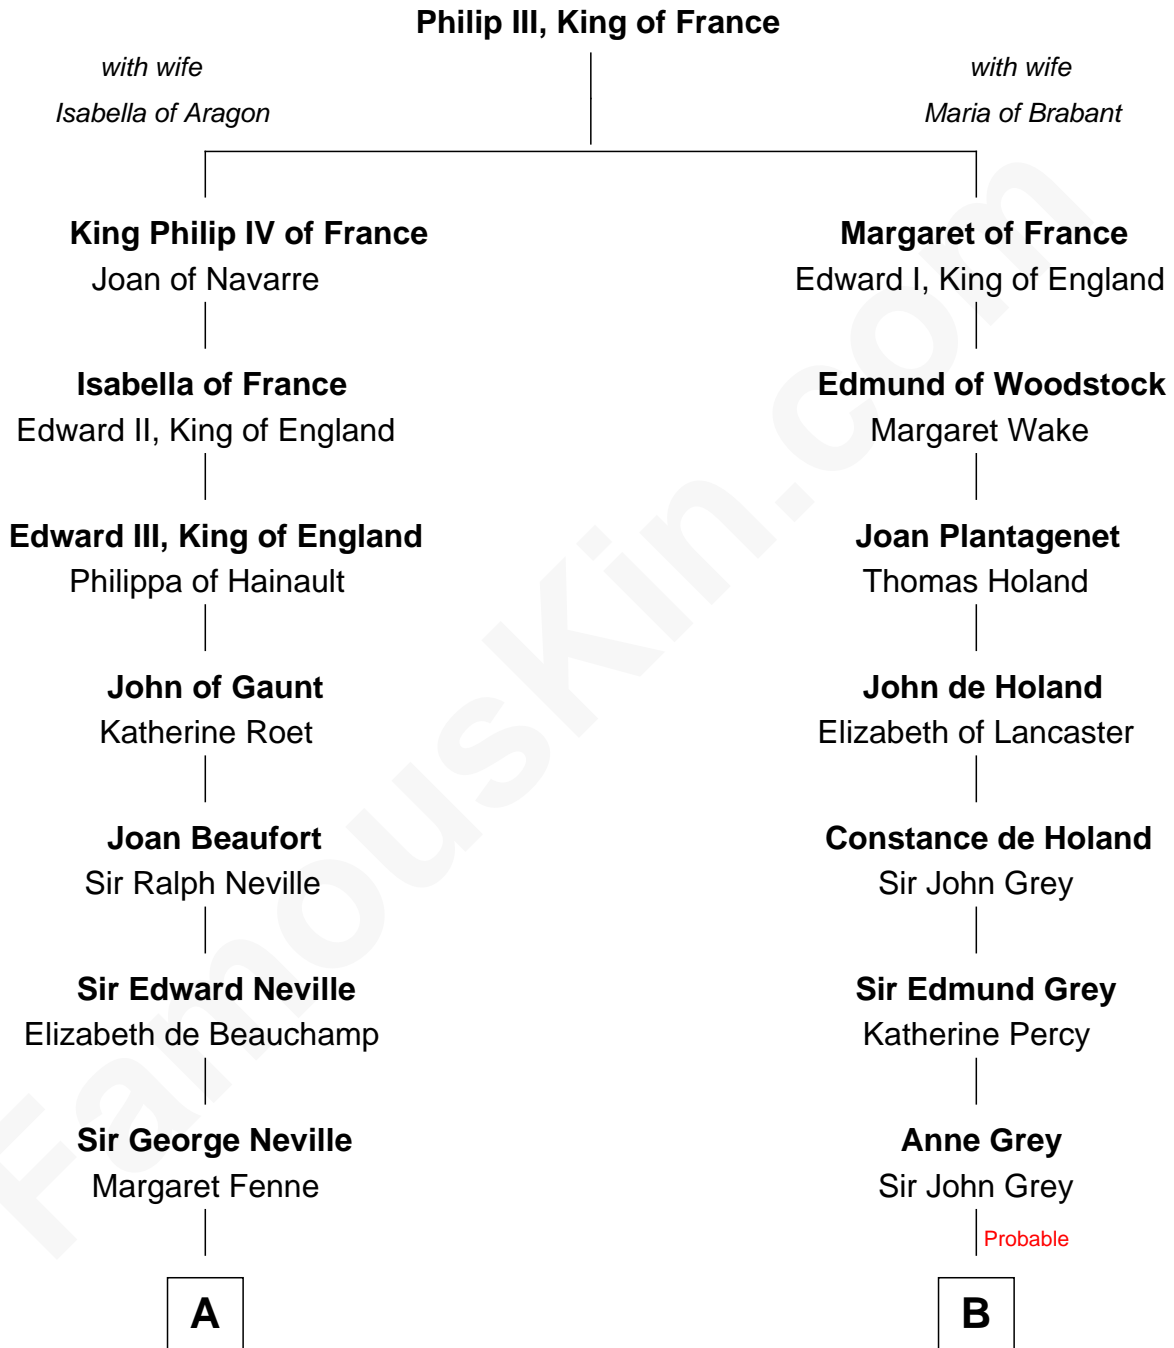 Philip III, King of France
with wife
Isabella of Aragon
with wife
Maria of Brabant
King Philip IV of France
Joan of Navarre
Margaret of France
Edward I, King of England
Isabella of France
Edward II, King of England
Edmund of Woodstock
Margaret Wake
Edward III, King of England
Philippa of Hainault
Joan Plantagenet
Thomas Holand
John of Gaunt
Katherine Roet
John de Holand
Elizabeth of Lancaster
Joan Beaufort
Sir Ralph Neville
Constance de Holand
Sir John Grey
Sir Edward Neville
Elizabeth de Beauchamp
Sir Edmund Grey
Katherine Percy
Sir George Neville
Margaret Fenne
Anne Grey
Sir John Grey
Probable
A
B
FamousKin.com